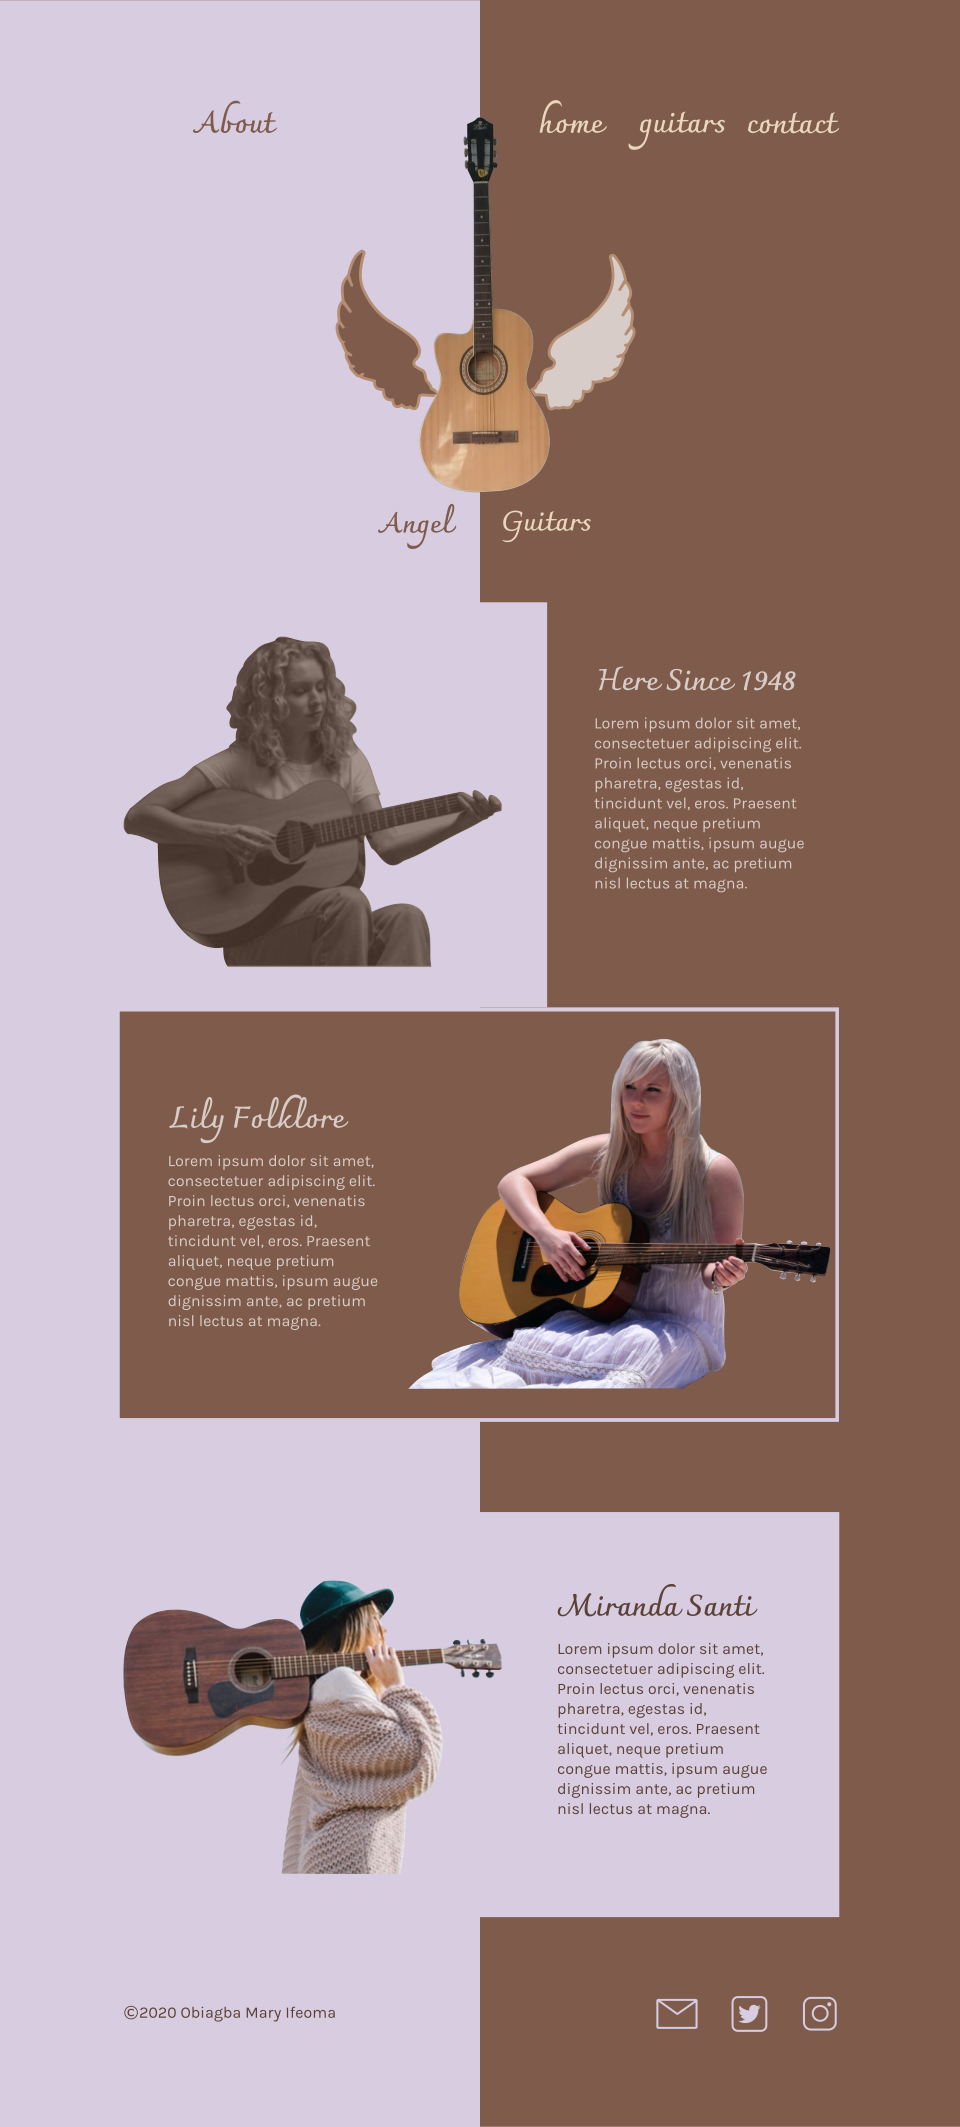 About
home guitars contact
Angel Guitars
Here Since 1948
Lorem ipsum dolor sit amet,
consectetuer adipiscing elit.
Proin lectus orci, venenatis
pharetra, egestas id,
tincidunt vel, eros. Praesent
aliquet, neque pretium
congue mattis, ipsum augue
dignissim ante, ac pretium
nisl lectus at magna.
Lily Folklore
Lorem ipsum dolor sit amet,
consectetuer adipiscing elit.
Proin lectus orci, venenatis
pharetra, egestas id,
tincidunt vel, eros. Praesent
aliquet, neque pretium
congue mattis, ipsum augue
dignissim ante, ac pretium
nisl lectus at magna.
Miranda Santi
Lorem ipsum dolor sit amet,
consectetuer adipiscing elit.
Proin lectus orci, venenatis
pharetra, egestas id,
tincidunt vel, eros. Praesent
aliquet, neque pretium
congue mattis, ipsum augue
dignissim ante, ac pretium
nisl lectus at magna.
©2020 Obiagba Mary Ifeoma